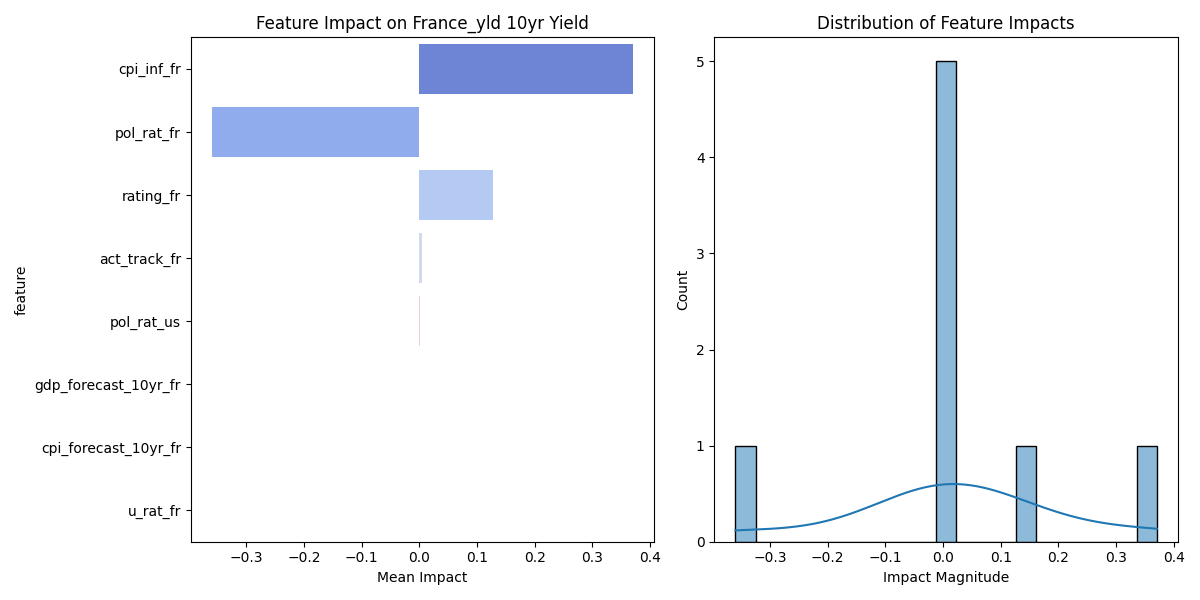 Feature Impact on France_yld 10yr Yield
feature
cpi_inf_fr
pol_rat_fr
rating_fr
act_track_fr
pol_rat_us
gdp_forecast_10yr_fr
cpi_forecast_10yr_fr
u_rat_fr
−0.3 −0.2 −0.1 0.0 0.1 0.2 0.3 0.4
Mean Impact
Distribution of Feature Impacts
Count
5
4
3
2
1
0
−0.3 −0.2 −0.1 0.0 0.1 0.2 0.3 0.4
Impact Magnitude